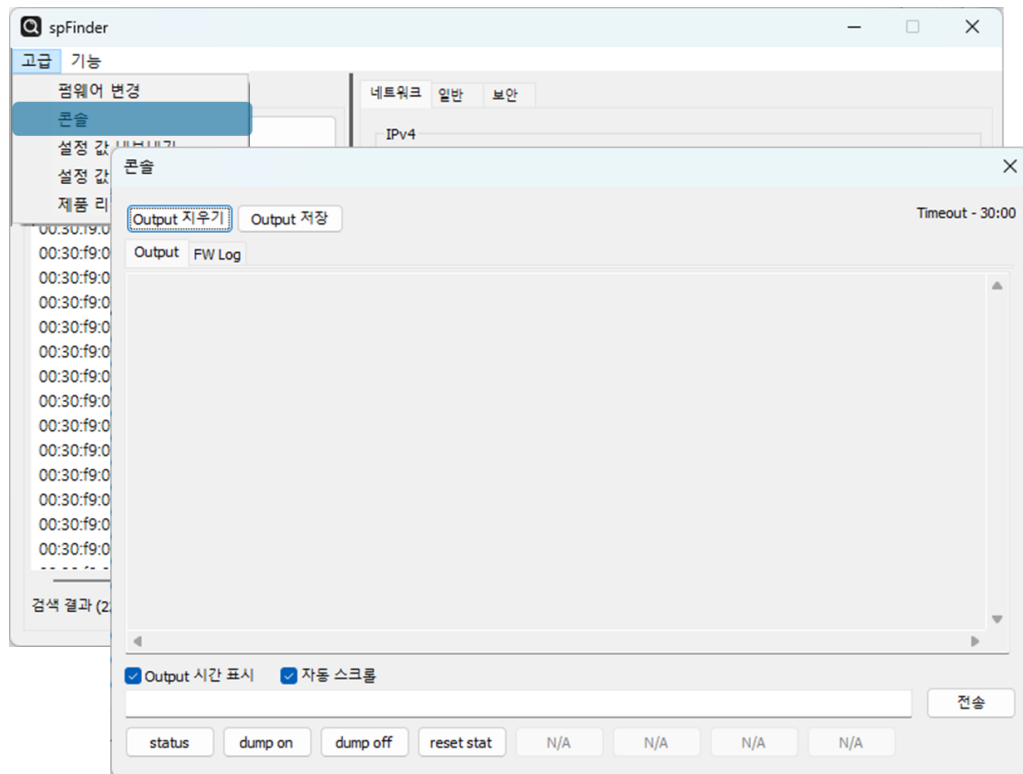 spFinder
고급 기능
펌웨어 변경
콘솔
설정 값
설정 값
제품 리
네트워크 일반 보안
IPv4
00:30:f9:0
00:30:f9:0
00:30:f9:0
00:30:f9:0
00:30:f9:0
00:30:f9:0
00:30:f9:0
00:30:f9:0
00:30:f9:0
00:30:f9:0
00:30:f9:0
00:30:f9:0
00:30:f9:0
00:30:f9:0
검색 결과 (22
콘솔
Output 지우기 Output 저장
Timeout - 30:00
Output FW Log
Output 시간 표시 자동 스크롤
전송
status dump on dump off reset stat N/A N/A N/A N/A